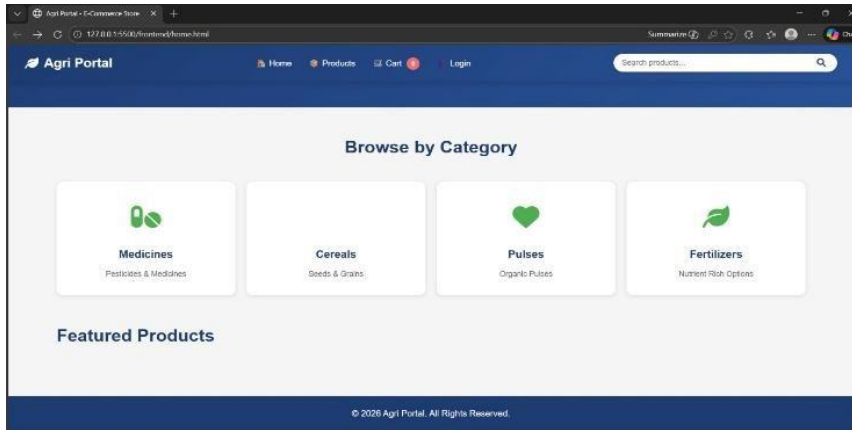 Agri Portal - E-Commerce Store
127.0.0.1:5500/frontend/home.html
Summarize
Agri Portal
Home
Products
Cart 0
Login
Search products...
Browse by Category
Medicines
Pesticides & Medicines
Cereals
Seeds & Grains
Pulses
Organic Pulses
Fertilizers
Nutrient Rich Options
Featured Products
© 2026 Agri Portal. All Rights Reserved.